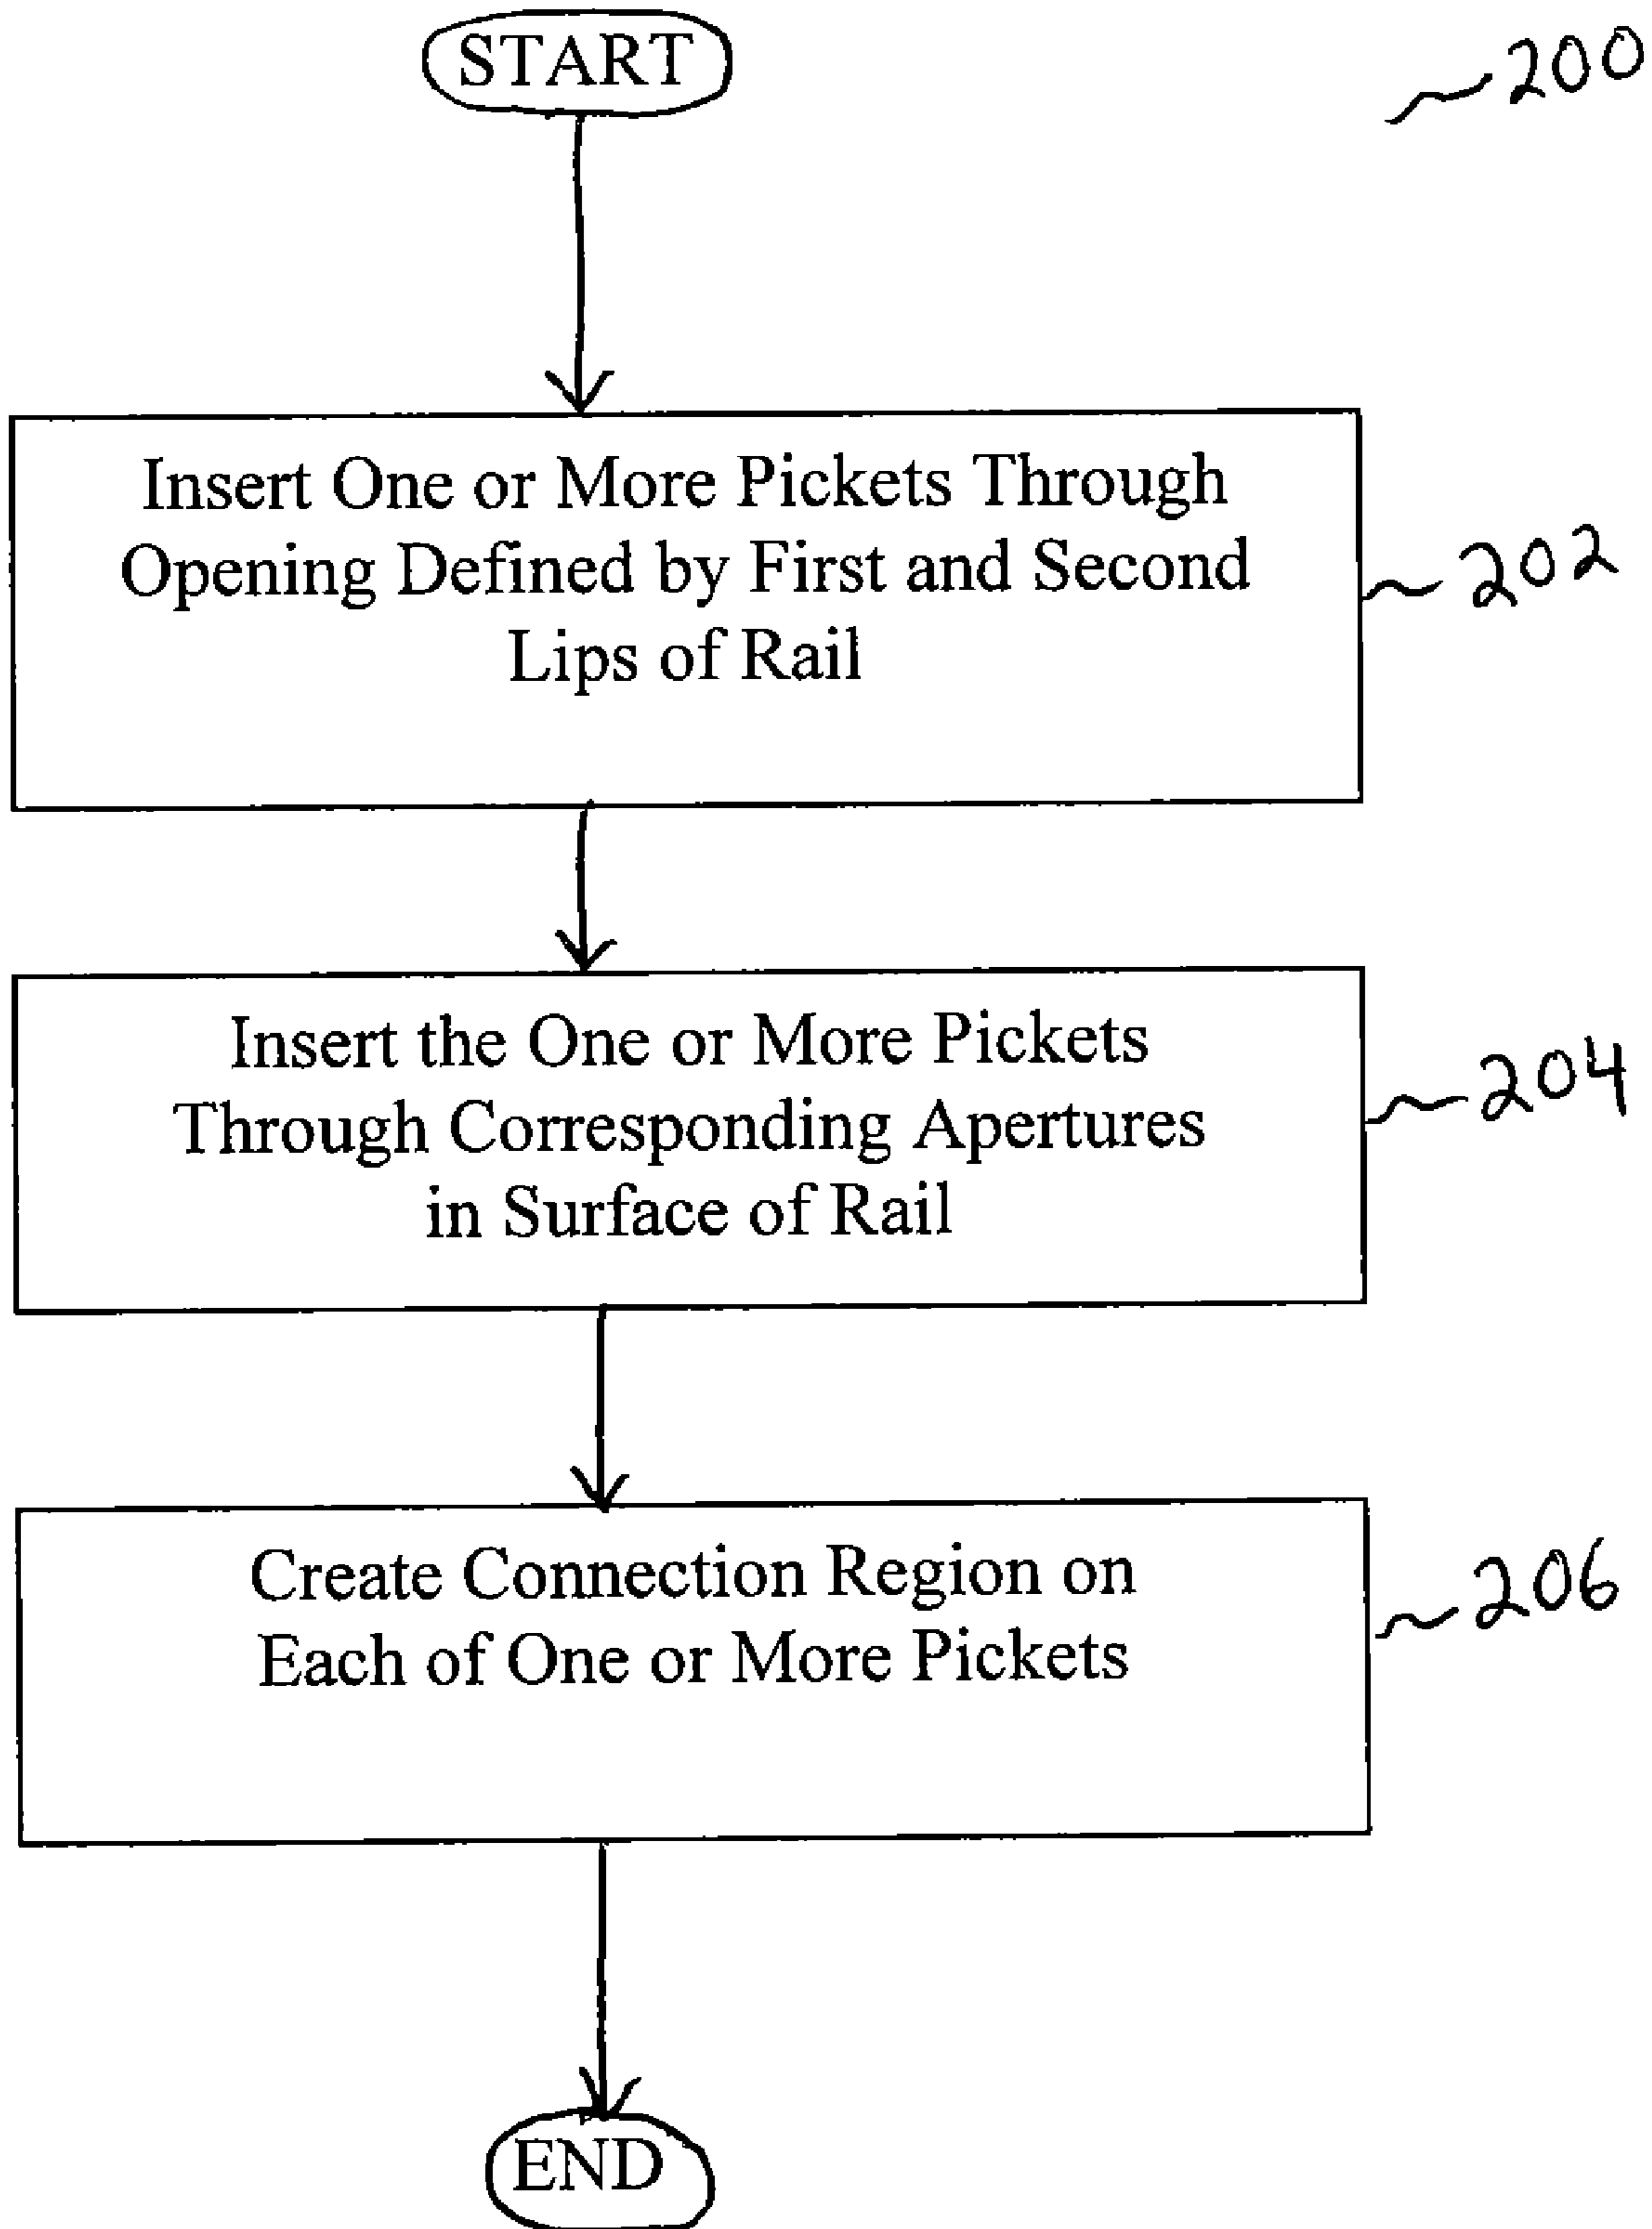 START
200
Insert One or More Pickets Through
Opening Defined by First and Second
Lips of Rail
202
Insert the One or More Pickets
Through Corresponding Apertures
in Surface of Rail
204
Create Connection Region on
Each of One or More Pickets
206
END